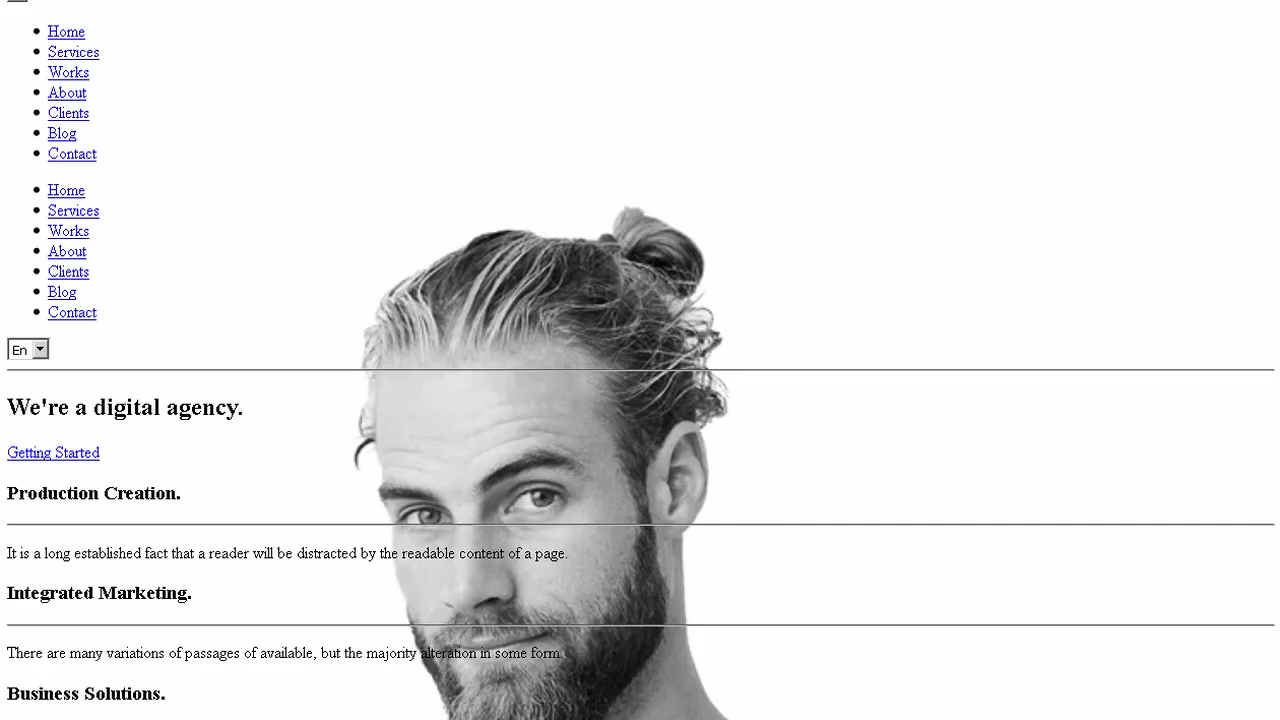 Home
Services
Works
About
Clients
Blog
Contact
Home
Services
Works
About
Clients
Blog
Contact
En
We're a digital agency.
Getting Started
Production Creation.
It is a long established fact that a reader will be distracted by the readable content of a page.
Integrated Marketing.
There are many variations of passages of available, but the majority alteration in some form.
Business Solutions.